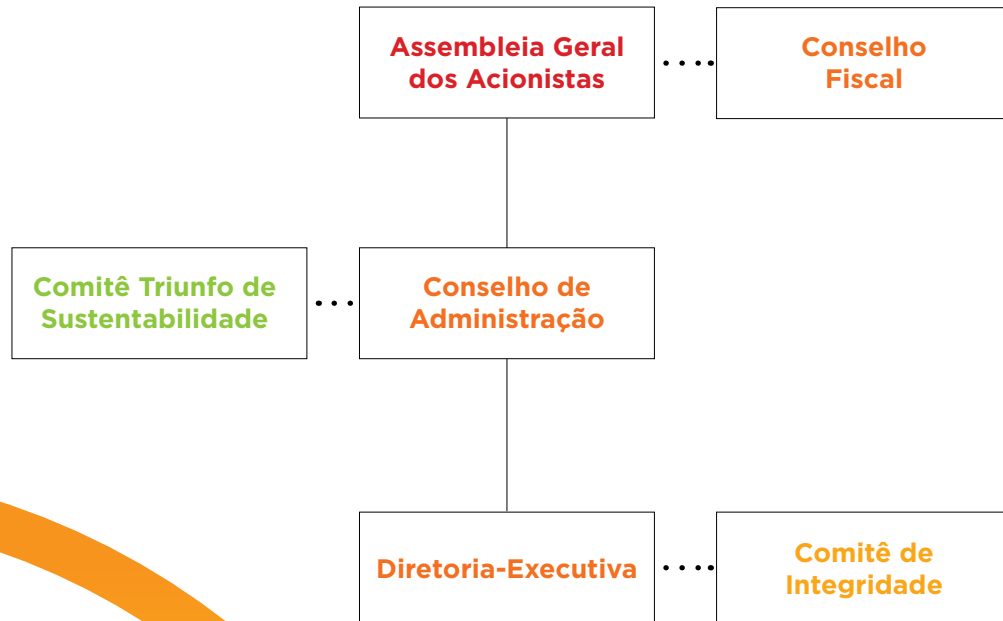 Assembleia Geral
dos Acionistas
Conselho
Fiscal
Comitê Triunfo de
Sustentabilidade
Conselho de
Administração
Diretoria-Executiva
Comitê de
Integridade